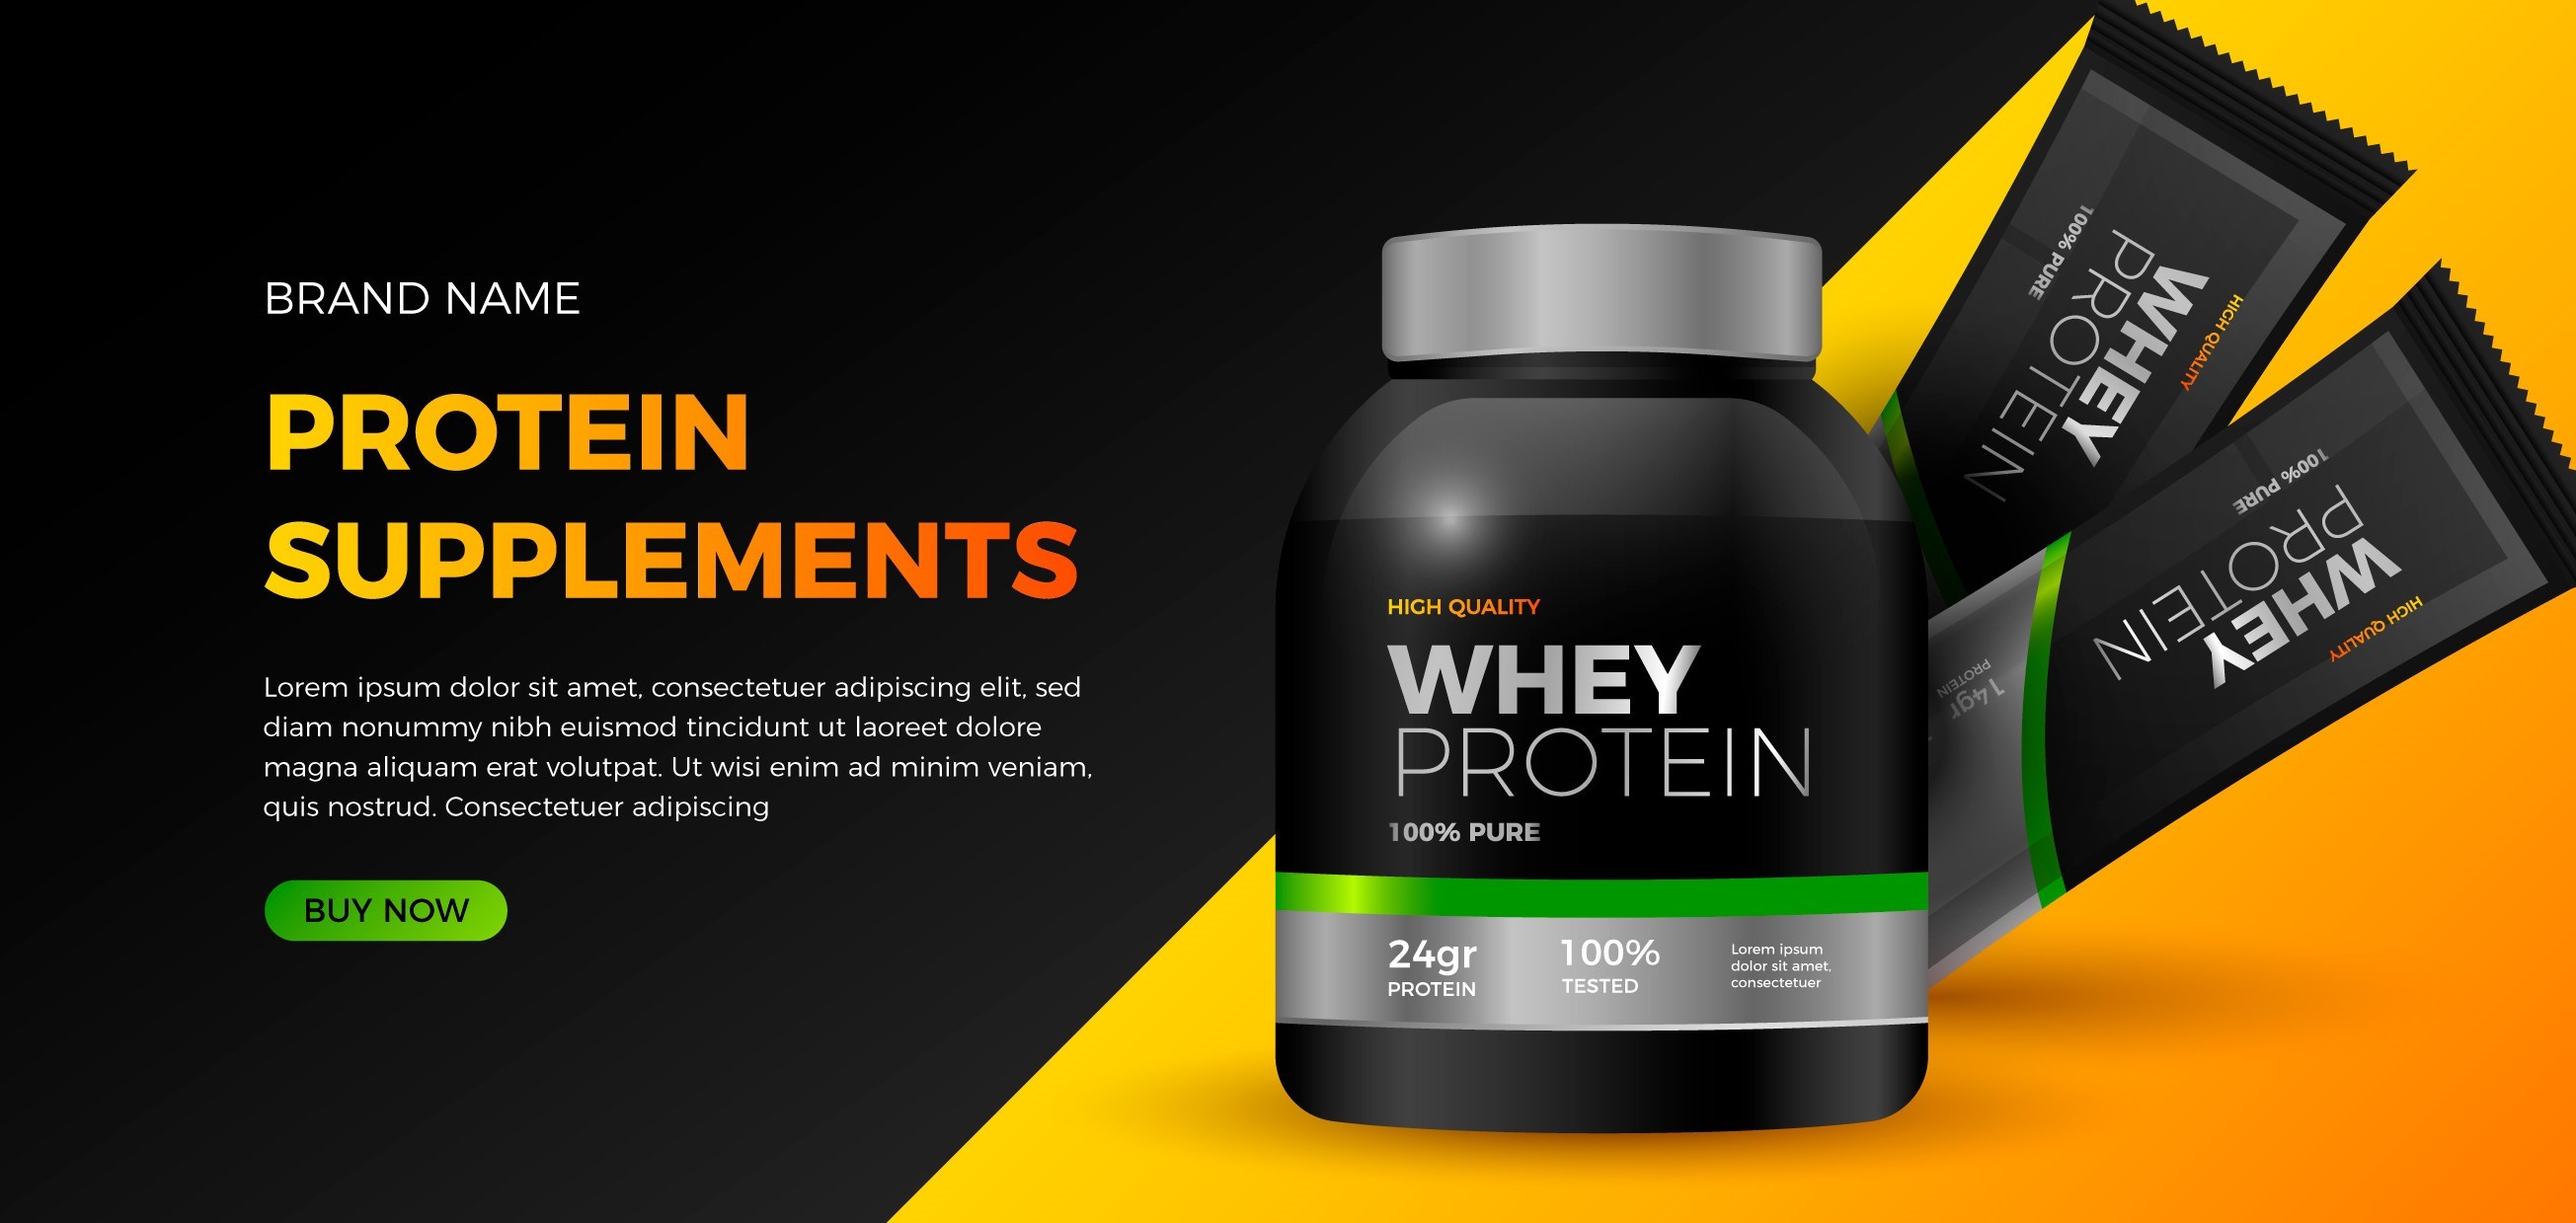 BRAND NAME
PROTEIN
SUPPLEMENTS
Lorem ipsum dolor sit amet, consectetuer adipiscing elit, sed
diam nonummy nibh euismod tincidunt ut laoreet dolore
magna aliquam erat volutpat. Ut wisi enim ad minim veniam,
quis nostrud. Consectetuer adipiscing
BUY NOW
HIGH QUALITY
WHEY
PROTEIN
100% PURE
24gr
PROTEIN
100%
TESTED
Lorem ipsum
dolor sit amet,
consectetuer
HIGH QUALITY
WHEY
PROTEIN
100% PURE
HIGH QUALITY
WHEY
PROTEIN
100% PURE
14gr
PROTEIN